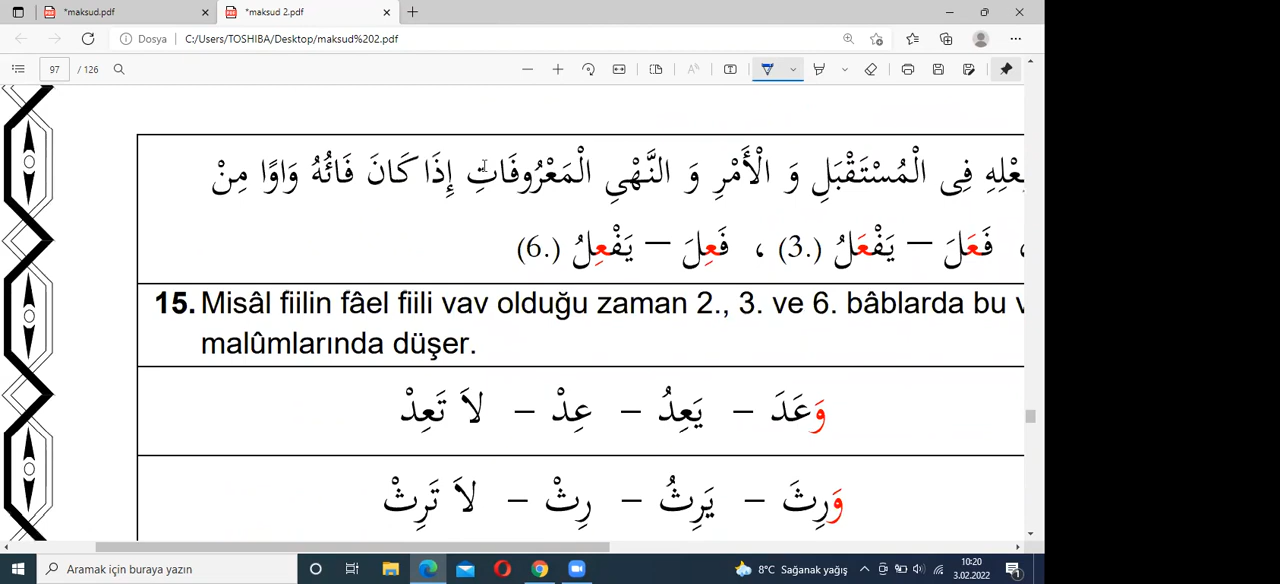 *maksud.pdf
*maksud 2.pdf
Dosya
C:/Users/TOSHIBA/Desktop/maksud%202.pdf
97 / 126
فِى الْمُسْتَقْبَلِ وَ الْأَمْرِ وَ النَّهْيِ الْمَعْرُوفَاتِ إِذَا كَانَ فَائُهُ وَاوًا مِنْ
، فَعَلَ – يَفْعَلُ (3.) ، فَعِلَ – يَفْعِلُ (6.)
15. Misâl fiilin fâel fiili vav olduğu zaman 2., 3. ve 6. bâblarda bu
malûmlarında düşer.
وَعَدَ – يَعِدُ – عِدْ – لاَ تَعِدْ
وَرِثَ – يَرِثُ – رِثْ – لاَ تَرِثْ
Aramak için buraya yazın
8°C Sağanak yağış
10:20
3.02.2022
1